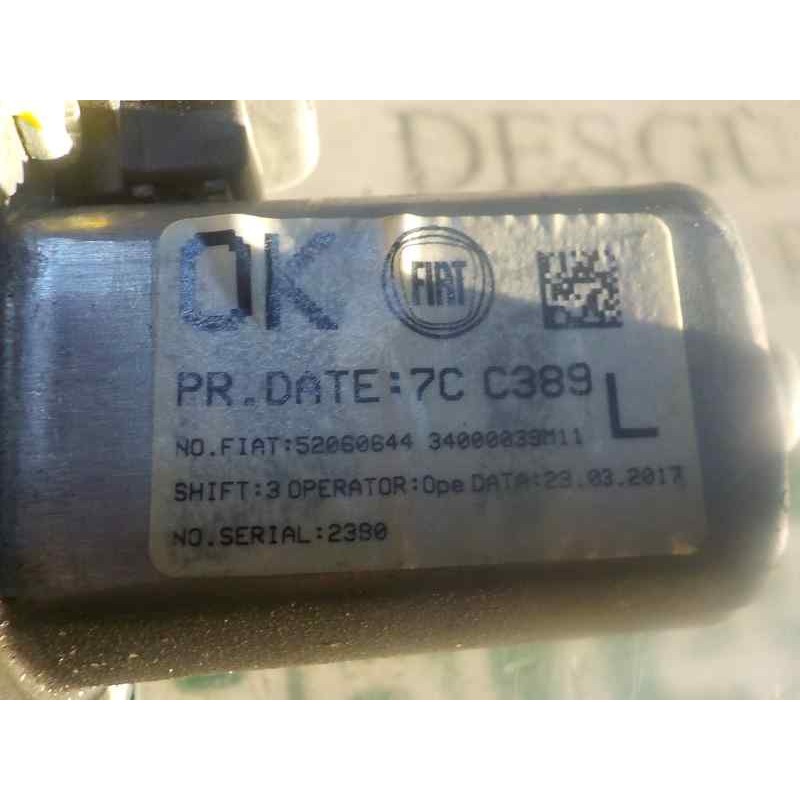 DESGU
OK FIAT
PR.DATE:7C C389
L
NO.FIAT:52060644 34000039M11
SHIFT:3 OPERATOR:Ope DATA:23.03.2017
NO.SERIAL:2380